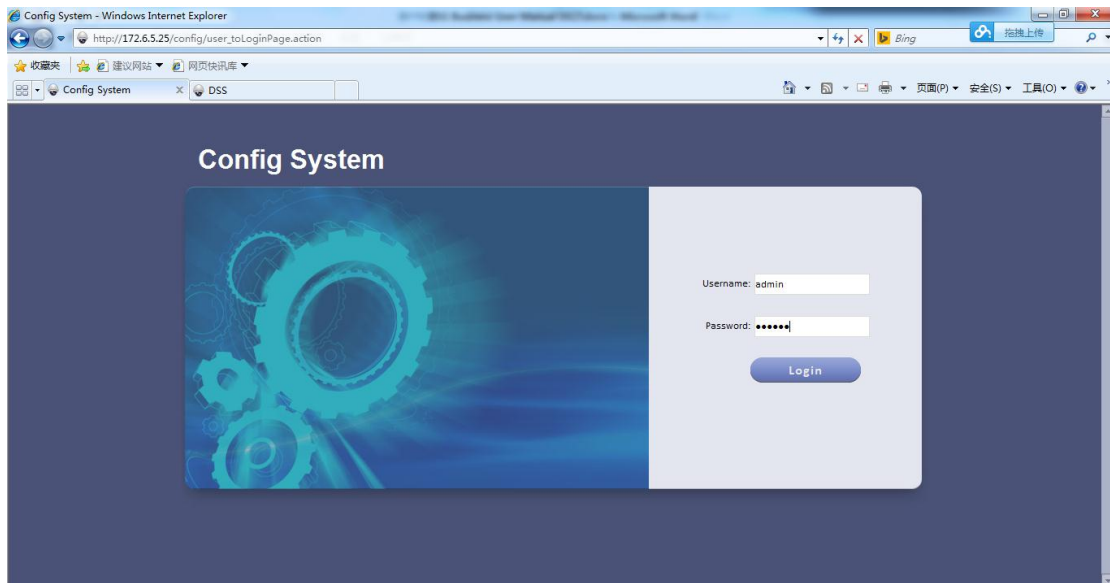 Config System - Windows Internet Explorer
http://172.6.5.25/config/user_toLoginPage.action
Bing
拖拽上传
收藏夹
建议网站
网页快讯库
Config System
DSS
页面(P)
安全(S)
工具(O)
Config System
Username: admin
Password: ••••••
Login